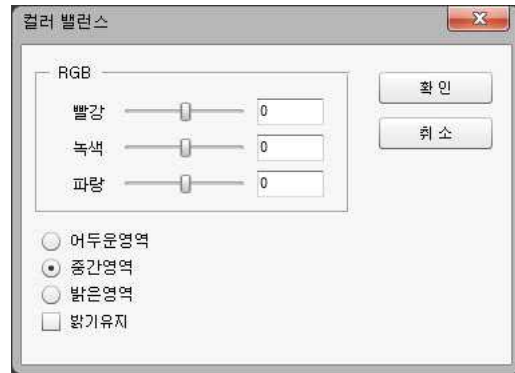 컬러 밸런스
RGB
빨강 0
녹색 0
파랑 0
확 인
취 소
어두운영역
중간영역
밝은영역
밝기유지